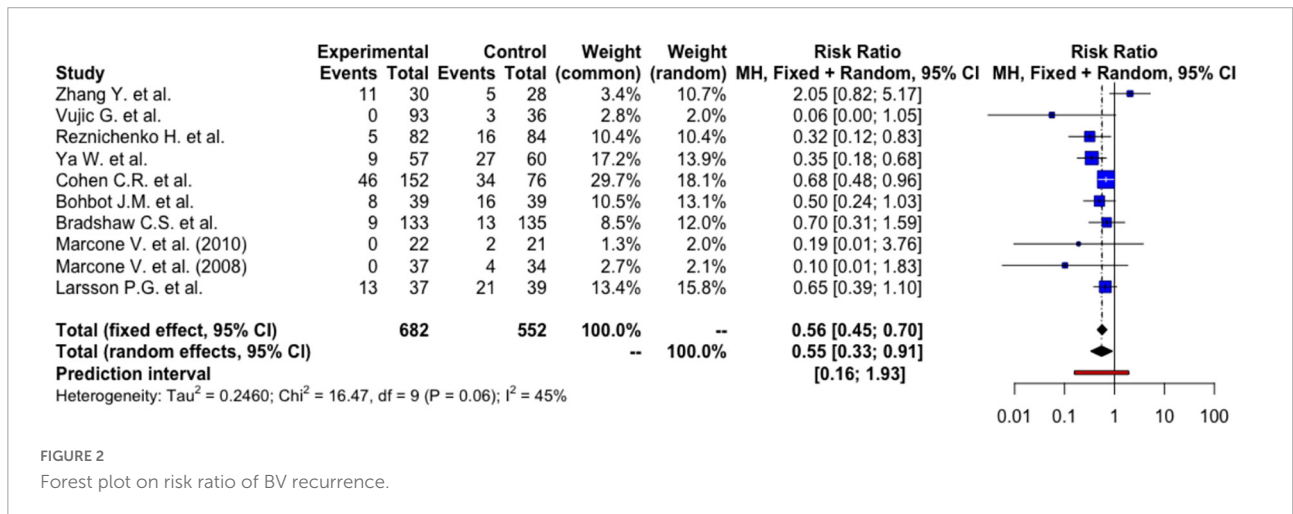 Experimental Control Weight Weight Risk Ratio Risk Ratio
Study Events Total Events Total (common) (random) MH, Fixed + Random, 95% CI MH, Fixed + Random, 95% CI
Zhang Y. et al. 11 30 5 28 3.4% 10.7% 2.05 [0.82; 5.17]
Vujic G. et al. 0 93 3 36 2.8% 2.0% 0.06 [0.00; 1.05]
Reznichenko H. et al. 5 82 16 84 10.4% 10.4% 0.32 [0.12; 0.83]
Ya W. et al. 9 57 27 60 17.2% 13.9% 0.35 [0.18; 0.68]
Cohen C.R. et al. 46 152 34 76 29.7% 18.1% 0.68 [0.48; 0.96]
Bohbot J.M. et al. 8 39 16 39 10.5% 13.1% 0.50 [0.24; 1.03]
Bradshaw C.S. et al. 9 133 13 135 8.5% 12.0% 0.70 [0.31; 1.59]
Marcone V. et al. (2010) 0 22 2 21 1.3% 2.0% 0.19 [0.01; 3.76]
Marcone V. et al. (2008) 0 37 4 34 2.7% 2.1% 0.10 [0.01; 1.83]
Larsson P.G. et al. 13 37 21 39 13.4% 15.8% 0.65 [0.39; 1.10]
Total (fixed effect, 95% CI) 682 552 100.0% -- 0.56 [0.45; 0.70]
Total (random effects, 95% CI) -- 100.0% 0.55 [0.33; 0.91]
Prediction interval [0.16; 1.93]
Heterogeneity: Tau² = 0.2460; Chi² = 16.47, df = 9 (P = 0.06); I² = 45%
0.01 0.1 1 10 100
FIGURE 2
Forest plot on risk ratio of BV recurrence.